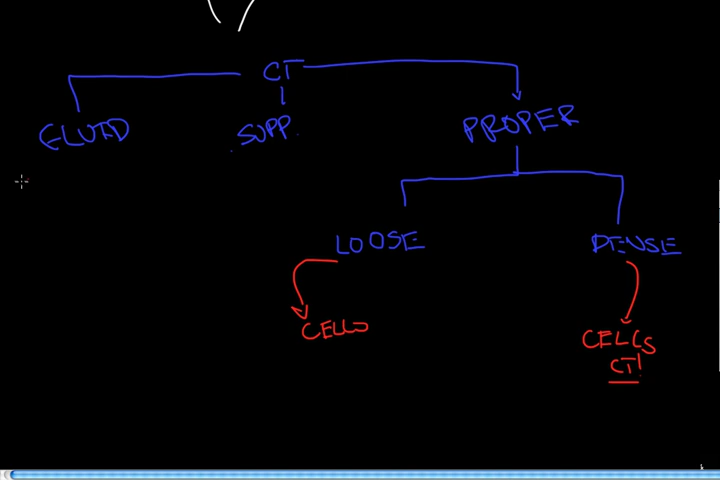 CT
FLUID SUPP. PROPER
LOOSE DENSE
CELLS CELLS
CT!